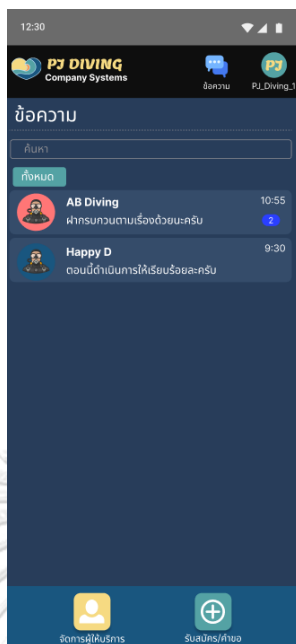 12:30
PJ DIVING
Company Systems
PJ
ข้อความ
PJ_Diving_1
ข้อความ
ค้นหา
ทั้งหมด
AB Diving
10:55
ฝากรบกวนตามเรื่องด้วยนะครับ
2
Happy D
9:30
ตอนนี้ดำเนินการให้เรียบร้อยละครับ
จัดการผู้ให้บริการ
รับสมัคร/คำขอ